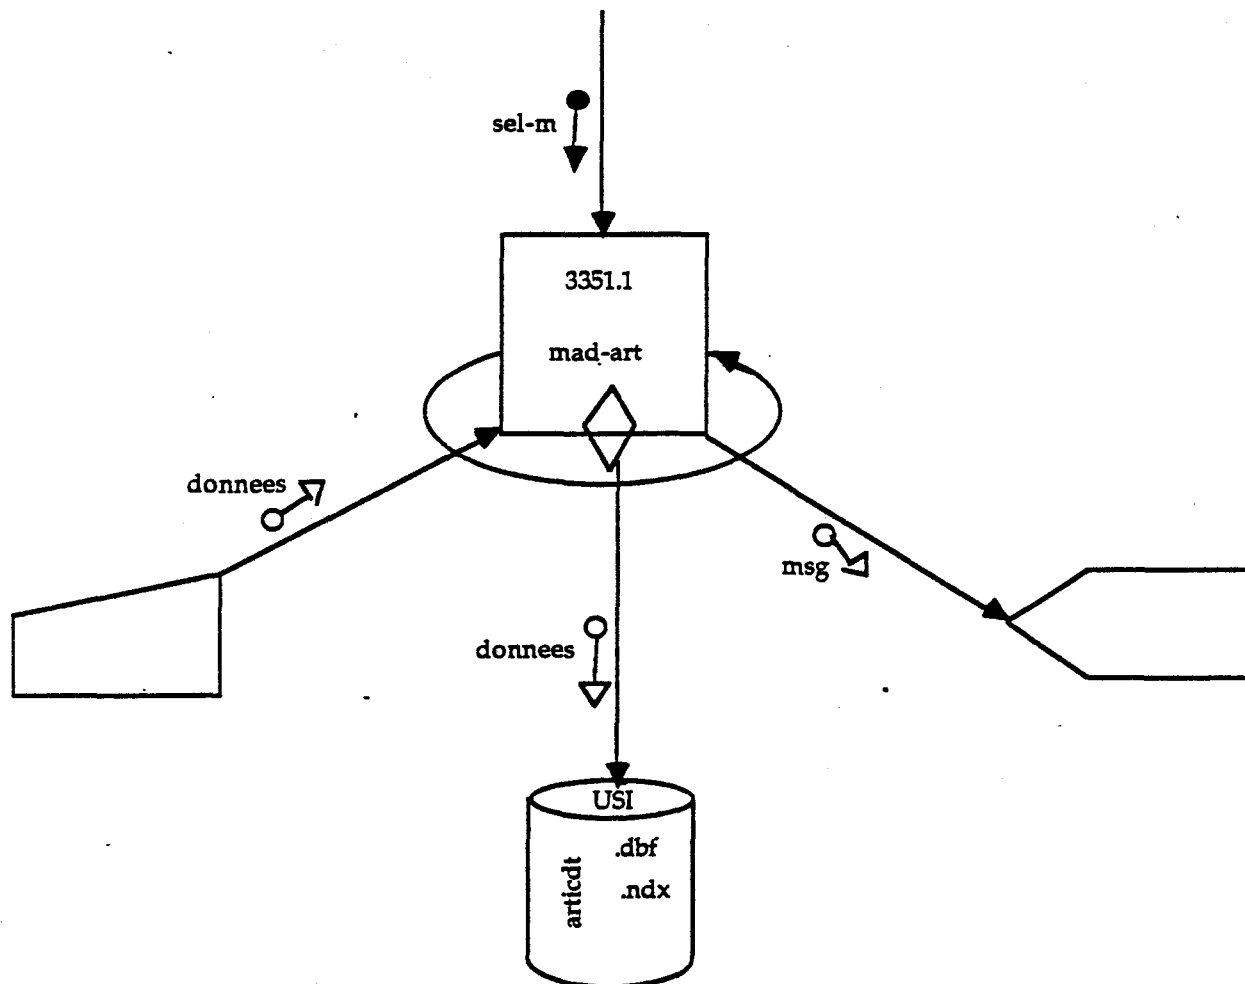 sel-m
3351.1
mad-art
donnees
msg
donnees
USI
.dbf
articdt
.ndx